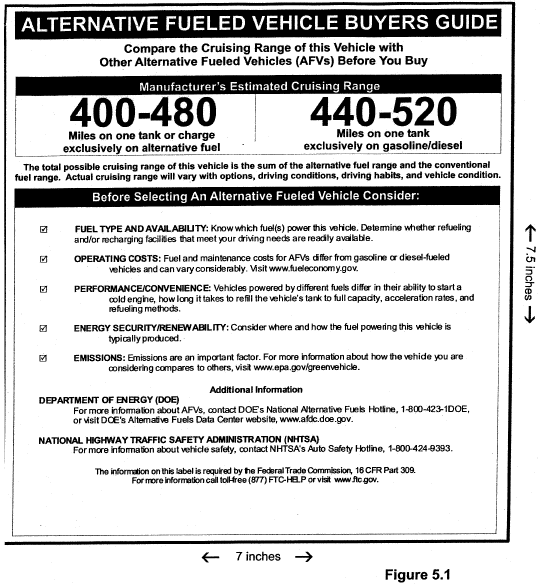 ALTERNATIVE FUELED VEHICLE BUYERS GUIDE
Compare the Cruising Range of this Vehicle with
Other Alternative Fueled Vehicles (AFVs) Before You Buy
Manufacturer's Estimated Cruising Range
400-480
Miles on one tank or charge
exclusively on alternative fuel
440-520
Miles on one tank
exclusively on gasoline/diesel
The total possible cruising range of this vehicle is the sum of the alternative fuel range and the conventional
fuel range. Actual cruising range will vary with options, driving conditions, driving habits, and vehicle condition.
Before Selecting An Alternative Fueled Vehicle Consider:
☑ FUEL TYPE AND AVAILABILITY: Know which fuel(s) power this vehicle. Determine whether refueling
and/or recharging facilities that meet your driving needs are readily available.
☑ OPERATING COSTS: Fuel and maintenance costs for AFVs differ from gasoline or diesel-fueled
vehicles and can vary considerably. Visit www.fueleconomy.gov.
☑ PERFORMANCE/CONVENIENCE: Vehicles powered by different fuels differ in their ability to start a
cold engine, how long it takes to refill the vehicle's tank to full capacity, acceleration rates, and
refueling methods.
☑ ENERGY SECURITY/RENEWABILITY: Consider where and how the fuel powering this vehicle is
typically produced.
☑ EMISSIONS: Emissions are an important factor. For more information about how the vehicle you are
considering compares to others, visit www.epa.gov/greenvehicle.
Additional Information
DEPARTMENT OF ENERGY (DOE)
For more information about AFVs, contact DOE's National Alternative Fuels Hotline, 1-800-423-1DOE,
or visit DOE's Alternative Fuels Data Center website, www.afdc.doe.gov.
NATIONAL HIGHWAY TRAFFIC SAFETY ADMINISTRATION (NHTSA)
For more information about vehicle safety, contact NHTSA's Auto Safety Hotline, 1-800-424-9393.
The information on this label is required by the Federal Trade Commission, 16 CFR Part 309.
For more information call toll-free (877) FTC-HELP or visit www.ftc.gov.
← 7.5 inches →
← 7 inches →
Figure 5.1